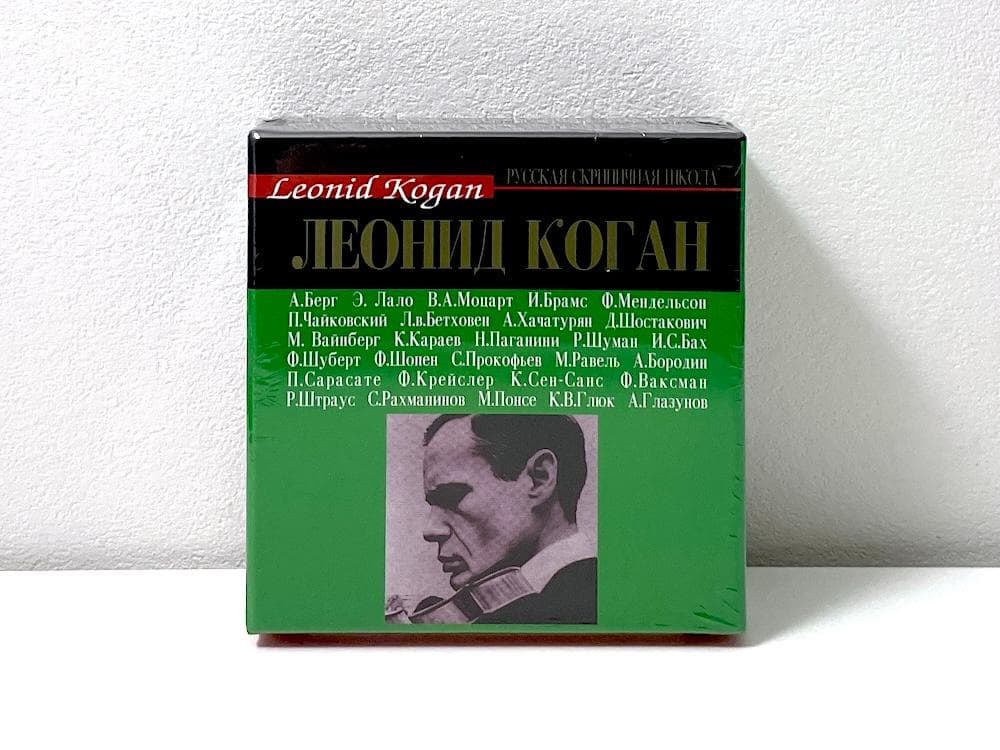 РУССКАЯ СКРИПИЧНАЯ ШКОЛА
Leonid Kogan
ЛЕОНИД КОГАН
А.Берг Э. Лало В.А.Моцарт И.Брамс Ф.Мендельсон
П.Чайковский Л.в.Бетховен А.Хачатурян Д.Шостакович
М. Вайнберг К.Караев Н.Паганини Р.Шуман И.С.Бах
Ф.Шуберт Ф.Шопен С.Прокофьев М.Равель А.Бородин
П.Сарасате Ф.Крейслер К.Сен-Санс Ф.Ваксман
Р.Штраус С.Рахманинов М.Понсе К.В.Глюк А.Глазунов